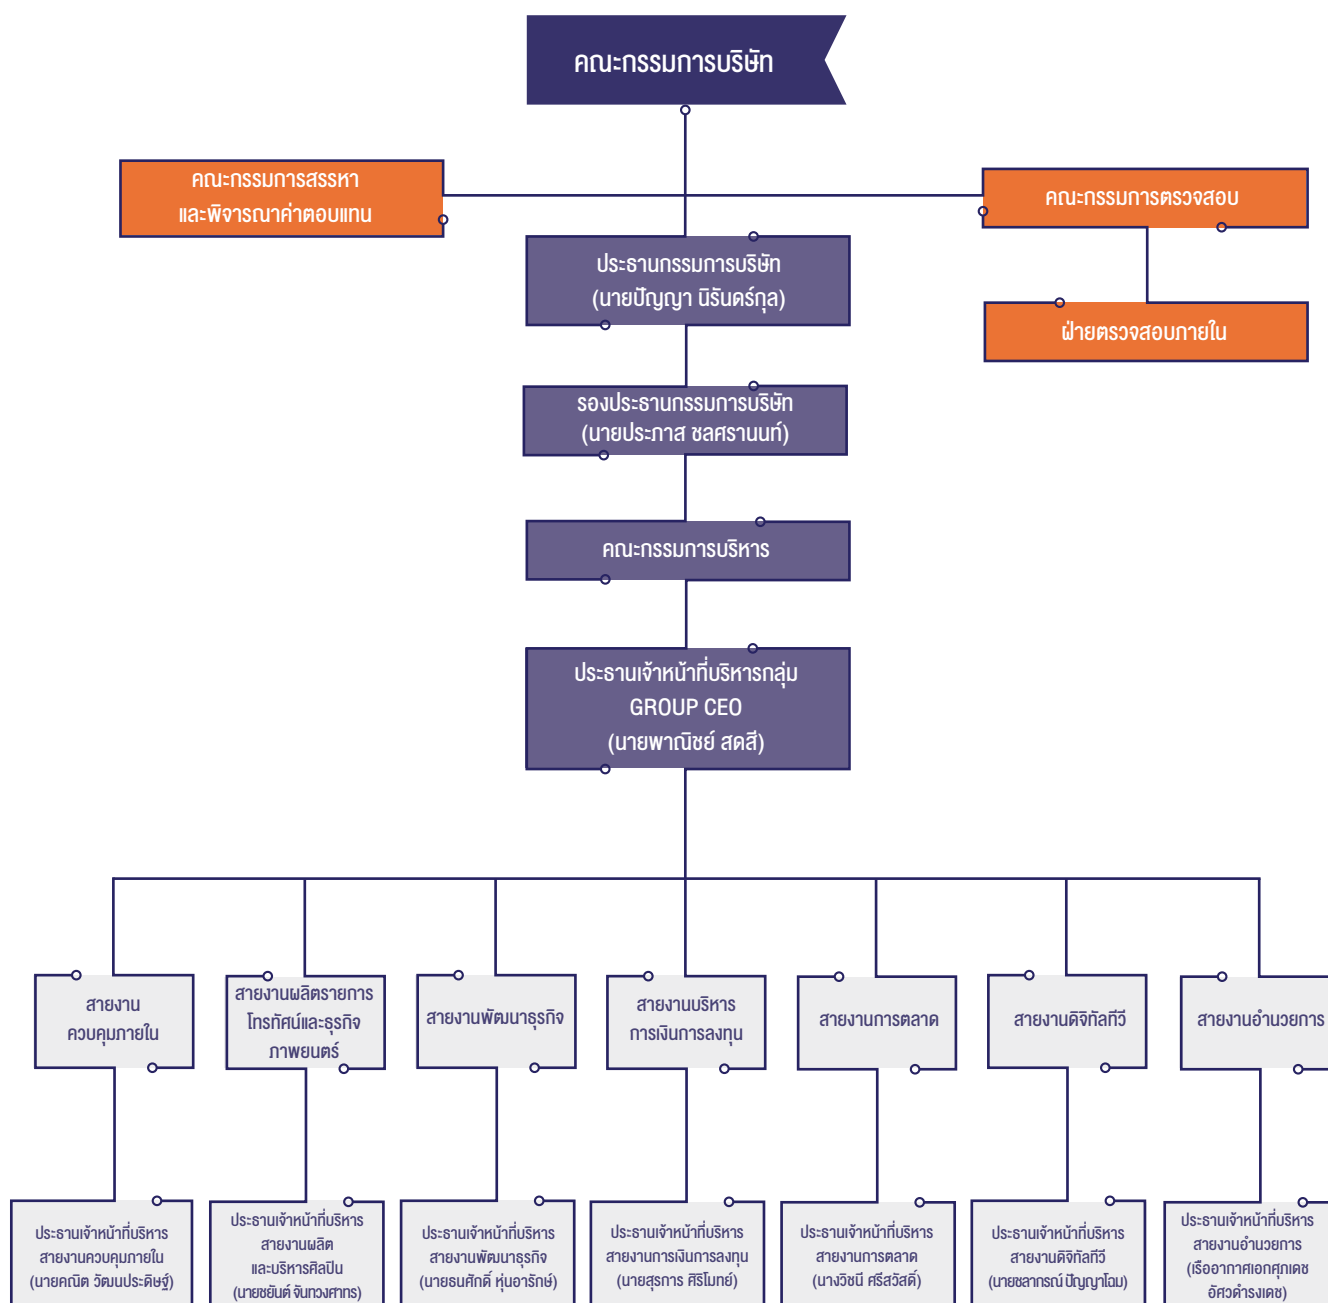 คณะกรรมการบริษัท
คณะกรรมการสรรหา
และพิจารณาค่าตอบแทน
คณะกรรมการตรวจสอบ
ฝ่ายตรวจสอบภายใน
ประธานกรรมการบริษัท
(นายปัญญา นิรันดร์กุล)
รองประธานกรรมการบริษัท
(นายประภาส ชลศรานนท์)
คณะกรรมการบริหาร
ประธานเจ้าหน้าที่บริหารกลุ่ม
GROUP CEO
(นายพาณิชย์ สดสี)
สายงาน
ควบคุมภายใน
สายงานผลิตรายการ
โทรทัศน์และธุรกิจ
ภาพยนตร์
สายงานพัฒนาธุรกิจ
สายงานบริหาร
การเงินการลงทุน
สายงานการตลาด
สายงานดิจิทัลทีวี
สายงานอำนวยการ
ประธานเจ้าหน้าที่บริหาร
สายงานควบคุมภายใน
(นายคณิต วัฒนประดิษฐ์)
ประธานเจ้าหน้าที่บริหาร
สายงานผลิต
และบริหารศิลปิน
(นายชยันต์ จันทวงศาทร)
ประธานเจ้าหน้าที่บริหาร
สายงานพัฒนาธุรกิจ
(นายธนศักดิ์ หุ่นอารักษ์)
ประธานเจ้าหน้าที่บริหาร
สายงานการเงินการลงทุน
(นายสุรการ ศิริโมทย์)
ประธานเจ้าหน้าที่บริหาร
สายงานการตลาด
(นางวิชนี ศรีสวัสดิ์)
ประธานเจ้าหน้าที่บริหาร
สายงานดิจิทัลทีวี
(นายชลากรณ์ ปัญญาโฉม)
ประธานเจ้าหน้าที่บริหาร
สายงานอำนวยการ
(เรืออากาศเอกศุภเดช
อัศวดำรงเดช)